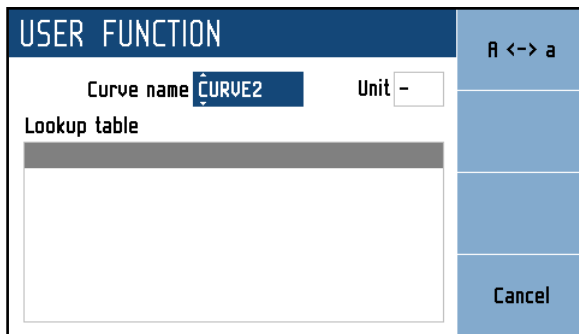 USER FUNCTION
A <-> a
Curve name CURVE2 Unit -
Lookup table
Cancel